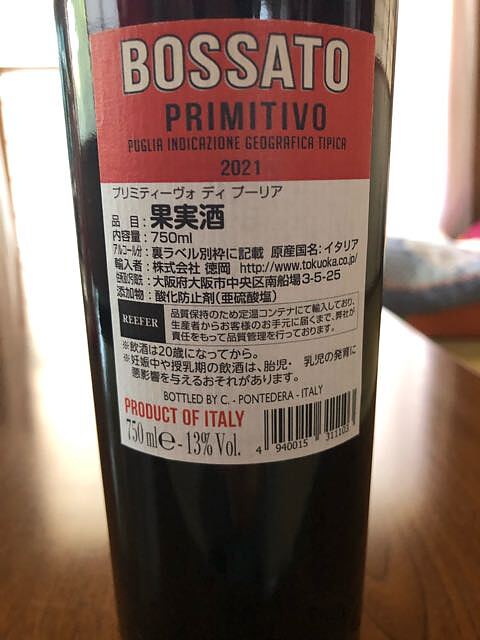 BOSSATO
PRIMITIVO
PUGLIA INDICAZIONE GEOGRAFICA TIPICA
2021
プリミティーヴォ ディ プーリア
品 目：果実酒
内容量：750ml
アルコール分：裏ラベル別枠に記載 原産国名：イタリア
輸入者：株式会社 徳岡 http://www.tokuoka.co.jp/
大阪府大阪市中央区南船場3-5-25
添加物：酸化防止剤（亜硫酸塩）
REEFER
品質保持のため定温コンテナにて輸入しており、
生産者からお客様のお手元に届くまで、弊社が
責任をもって品質管理を行っております。
※飲酒は20歳になってから。
※妊娠中や授乳期の飲酒は、胎児・ 乳児の発育に
悪影響を与えるおそれがあります。
BOTTLED BY C. - PONTEDERA - ITALY
PRODUCT OF ITALY
750 ml e - 13% Vol.
4 940015 311103